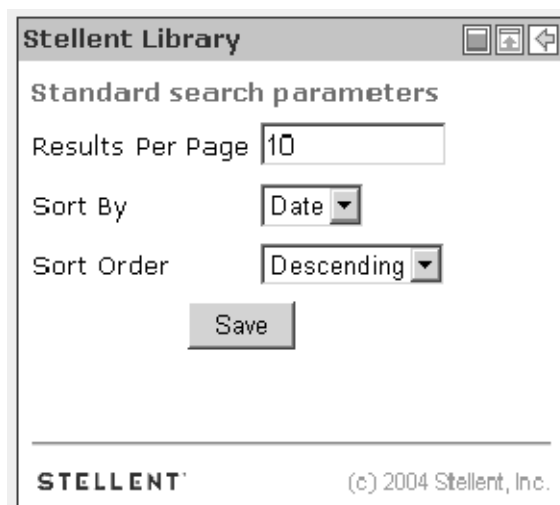 Stellent Library
Standard search parameters
Results Per Page 10
Sort By Date
Sort Order Descending
Save
STELLENT
(c) 2004 Stellent, Inc.